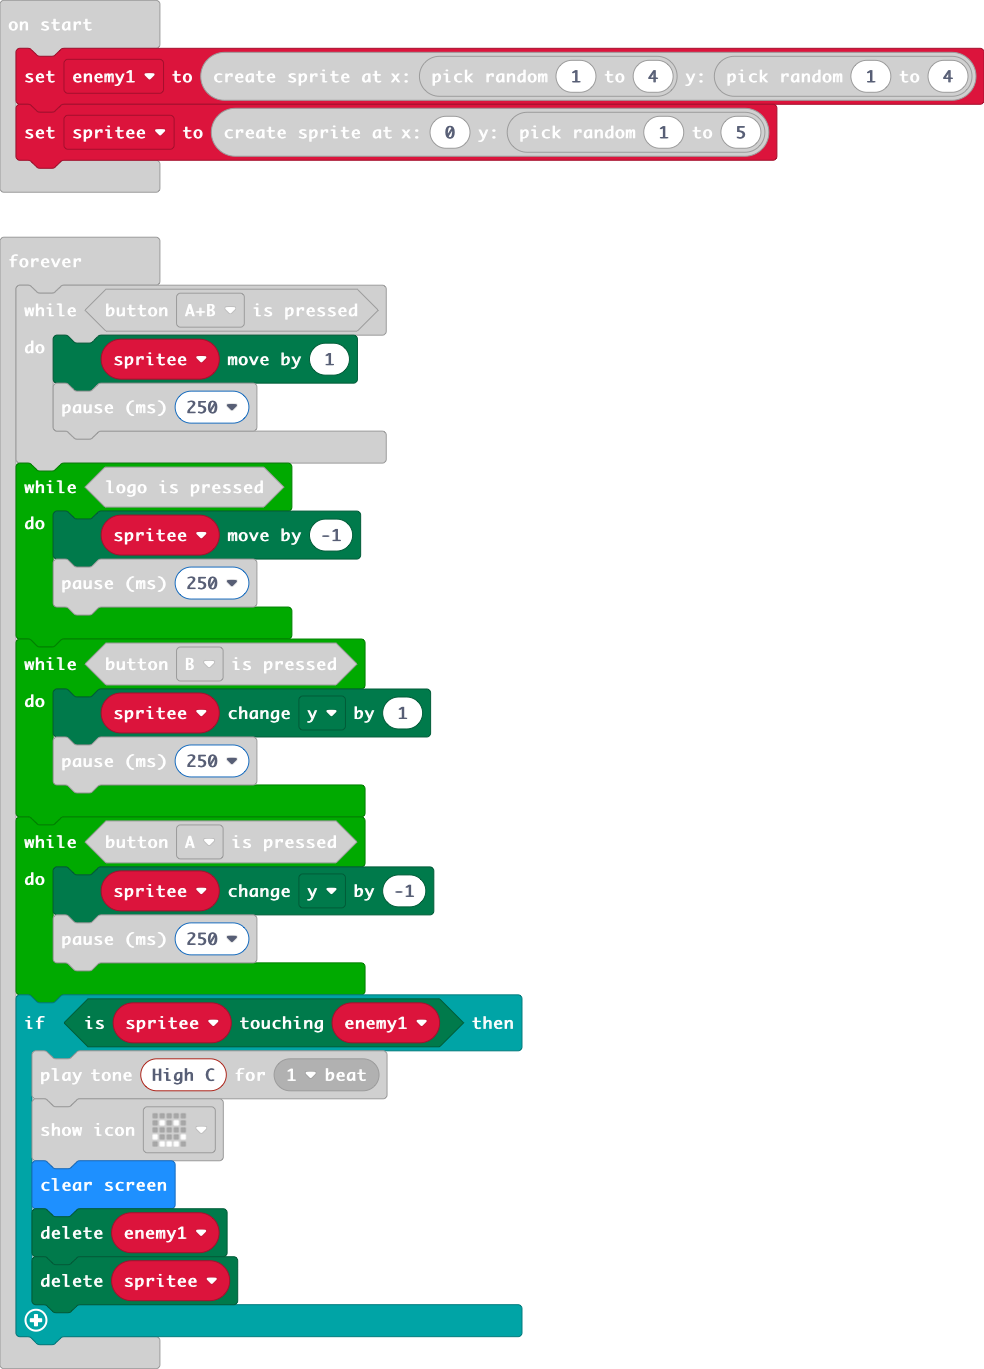 on start
set enemy1 to create sprite at x: pick random 1 to 4 y: pick random 1 to 4
set spritee to create sprite at x: 0 y: pick random 1 to 5
forever
while button A+B is pressed
do spritee move by 1
pause (ms) 250
while logo is pressed
do spritee move by -1
pause (ms) 250
while button B is pressed
do spritee change y by 1
pause (ms) 250
while button A is pressed
do spritee change y by -1
pause (ms) 250
if is spritee touching enemy1 then
play tone High C for 1 beat
show icon
clear screen
delete enemy1
delete spritee